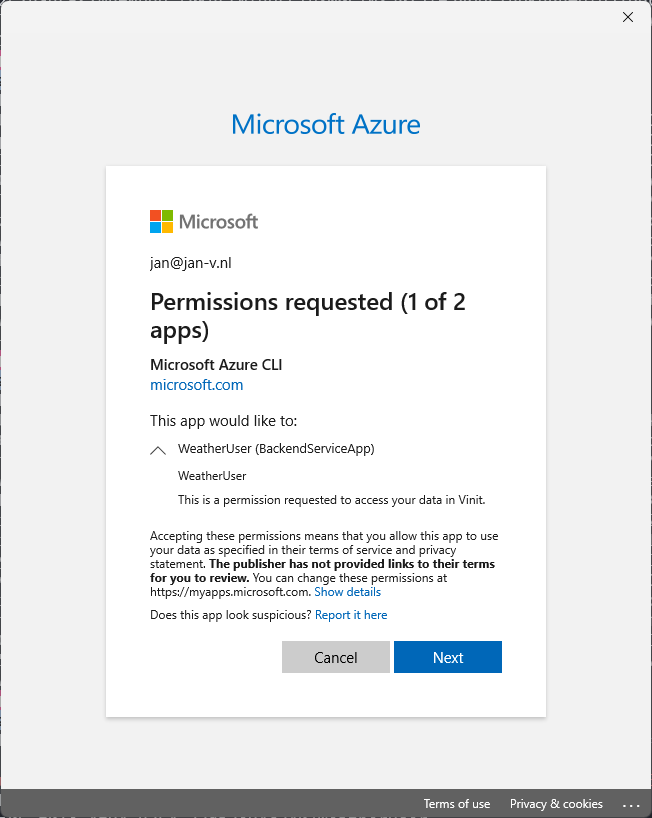 Microsoft Azure
Microsoft
jan@jan-v.nl
Permissions requested (1 of 2
apps)
Microsoft Azure CLI
microsoft.com
This app would like to:
WeatherUser (BackendServiceApp)
WeatherUser
This is a permission requested to access your data in Vinit.
Accepting these permissions means that you allow this app to use
your data as specified in their terms of service and privacy
statement. The publisher has not provided links to their terms
for you to review. You can change these permissions at
https://myapps.microsoft.com. Show details
Does this app look suspicious? Report it here
Cancel
Next
Terms of use
Privacy & cookies
...